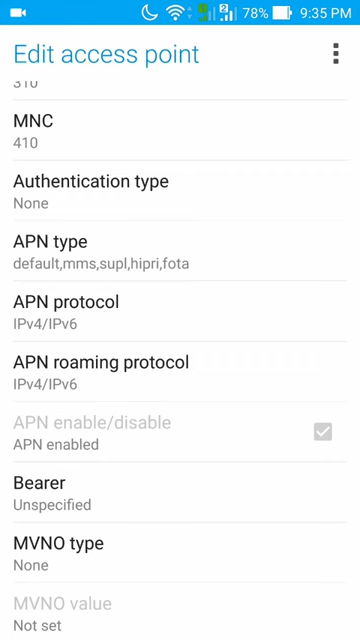 2
78%
9:35 PM
Edit access point
310
MNC
410
Authentication type
None
APN type
default,mms,supl,hipri,fota
APN protocol
IPv4/IPv6
APN roaming protocol
IPv4/IPv6
APN enable/disable
APN enabled
Bearer
Unspecified
MVNO type
None
MVNO value
Not set